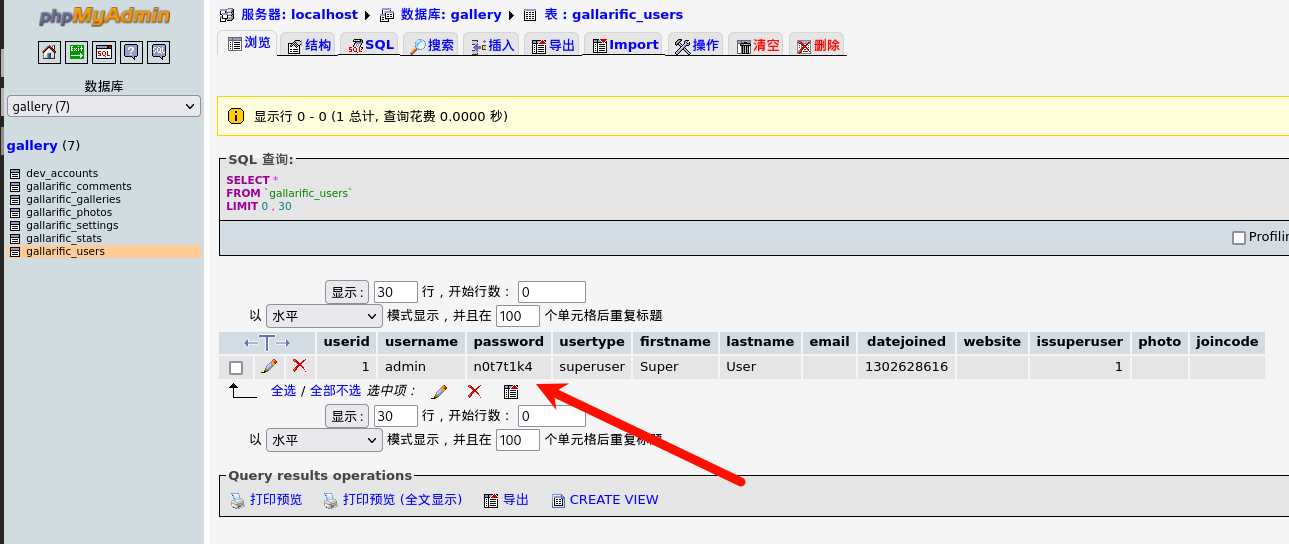 phpMyAdmin
数据库
gallery (7)
gallery (7)
dev_accounts
gallarific_comments
gallarific_galleries
gallarific_photos
gallarific_settings
gallarific_stats
gallarific_users
服务器: localhost 数据库: gallery 表 : gallarific_users
浏览 结构 SQL 搜索 插入 导出 Import 操作 清空 删除
显示行 0 - 0 (1 总计, 查询花费 0.0000 秒)
SQL 查询:
SELECT *
FROM `gallarific_users`
LIMIT 0 , 30
显示 : 30 行 , 开始行数 : 0
以 水平 模式显示 , 并且在 100 个单元格后重复标题
userid username password usertype firstname lastname email datejoined website issuperuser photo joincode
1 admin n0t7t1k4 superuser Super User 1302628616 1
全选 / 全部不选 选中项 :
显示 : 30 行 , 开始行数 : 0
以 水平 模式显示 , 并且在 100 个单元格后重复标题
Query results operations
打印预览 打印预览 (全文显示) 导出 CREATE VIEW